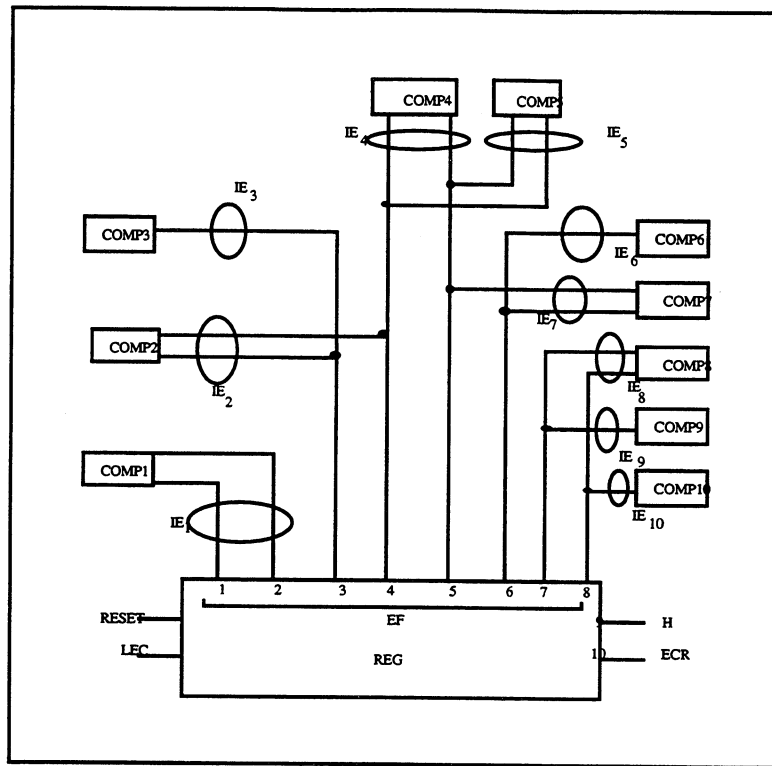 COMP4 COMP5
IE4 IE5
IE3
COMP3 COMP6
IE6
COMP7
IE7
COMP2 COMP8
IE2 IE8
COMP9
IE9
COMP1 COMP10
IE1 IE10
1 2 3 4 5 6 7 8
RESET EF 9 H
LEC REG 10 ECR